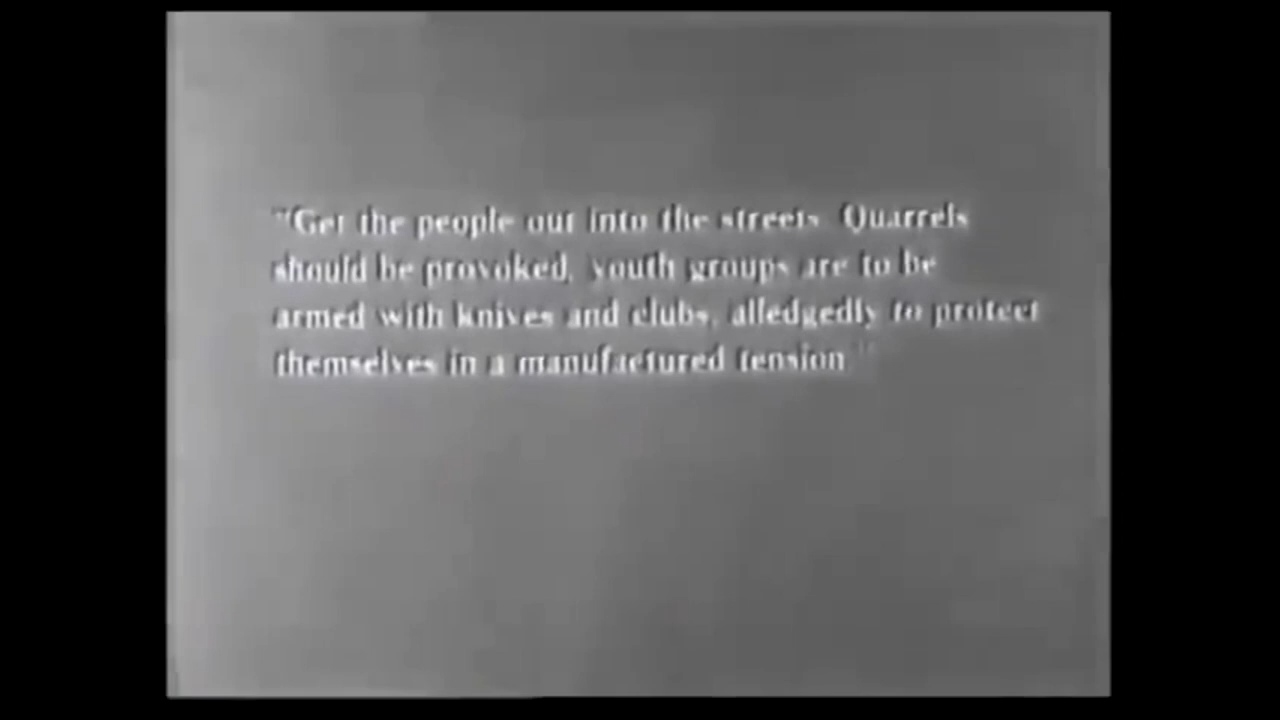 "Get the people out into the streets. Quarrels
should be provoked, youth groups are to be
armed with knives and clubs, alledgedly to protect
themselves in a manufactured tension."